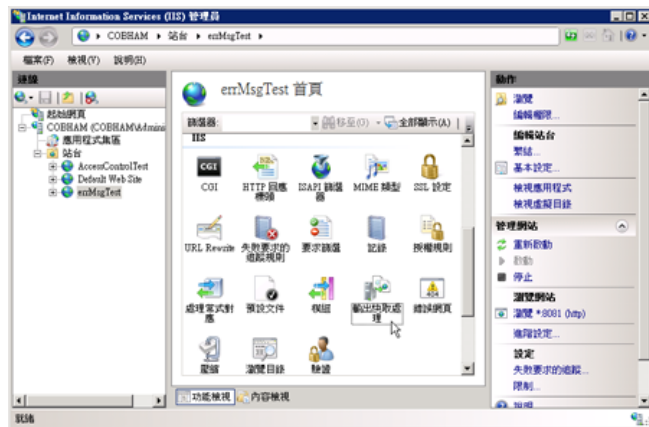 Internet Information Services (IIS) 管理員
COBHAM ▸ 站台 ▸ errMsgTest ▸
檔案(F) 檢視(V) 說明(H)
連線
起始網頁
COBHAM (COBHAM\Admini
應用程式集區
站台
AccessControlTest
Default Web Site
errMsgTest
errMsgTest 首頁
篩選器: 移至(O) 全部顯示(A)
IIS
CGI
CGI
HTTP 回應標頭
ISAPI 篩選器
MIME 類型
SSL 設定
URL Rewrite
失敗要求的追蹤規則
要求篩選
記錄
授權規則
處理常式對應
預設文件
模組
輸出快取處理
404
錯誤網頁
壓縮
瀏覽目錄
驗證
功能檢視 內容檢視
動作
瀏覽
編輯權限...
編輯站台
繫結...
基本設定...
檢視應用程式
檢視虛擬目錄
管理網站
重新啟動
啟動
停止
瀏覽網站
瀏覽 *:8081 (http)
進階設定...
設定
失敗要求的追蹤...
限制...
說明
就緒